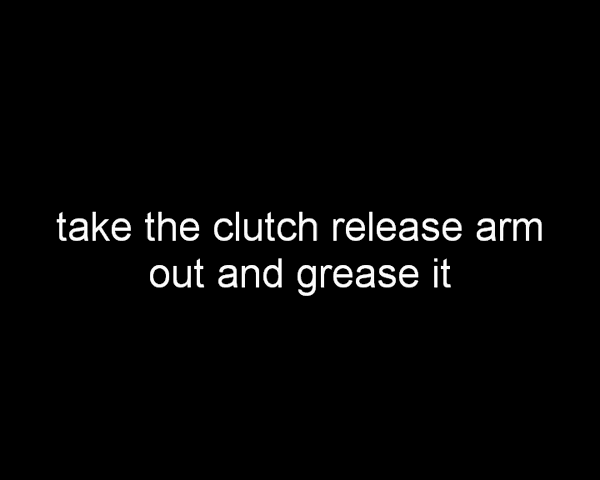 take the clutch release arm
out and grease it